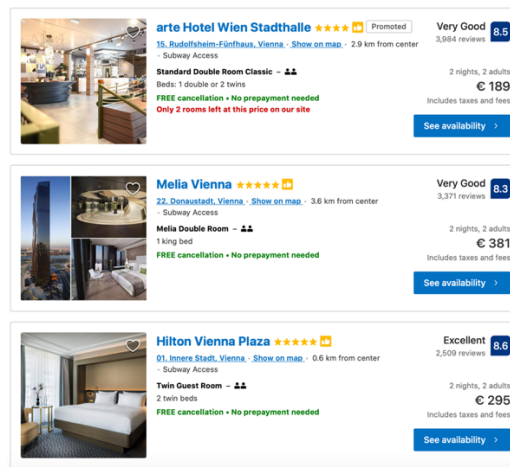 arte Hotel Wien Stadthalle Promoted
Very Good 8.5
3,984 reviews
15. Rudolfsheim-Fünfhaus, Vienna · Show on map · 2.9 km from center
· Subway Access
Standard Double Room Classic –
Beds: 1 double or 2 twins
FREE cancellation • No prepayment needed
Only 2 rooms left at this price on our site
2 nights, 2 adults
€ 189
Includes taxes and fees
See availability
Melia Vienna
Very Good 8.3
3,371 reviews
22. Donaustadt, Vienna · Show on map · 3.6 km from center
· Subway Access
Melia Double Room –
1 king bed
FREE cancellation • No prepayment needed
2 nights, 2 adults
€ 381
Includes taxes and fees
See availability
Hilton Vienna Plaza
Excellent 8.6
2,509 reviews
01. Innere Stadt, Vienna · Show on map · 0.6 km from center
· Subway Access
Twin Guest Room –
2 twin beds
FREE cancellation • No prepayment needed
2 nights, 2 adults
€ 295
Includes taxes and fees
See availability